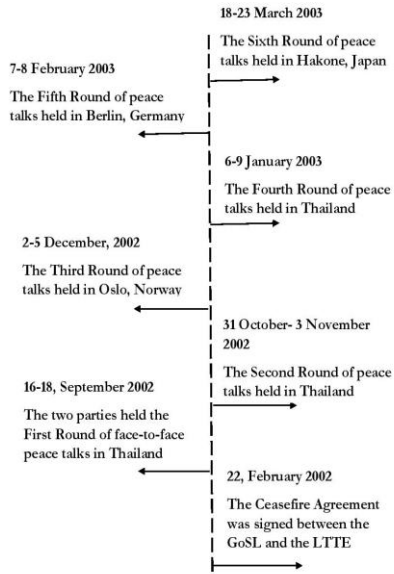 18-23 March 2003
The Sixth Round of peace
talks held in Hakone, Japan
7-8 February 2003
The Fifth Round of peace
talks held in Berlin, Germany
6-9 January 2003
The Fourth Round of peace
talks held in Thailand
2-5 December, 2002
The Third Round of peace
talks held in Oslo, Norway
31 October- 3 November
2002
The Second Round of peace
talks held in Thailand
16-18, September 2002
The two parties held the
First Round of face-to-face
peace talks in Thailand
22, February 2002
The Ceasefire Agreement
was signed between the
GoSL and the LTTE